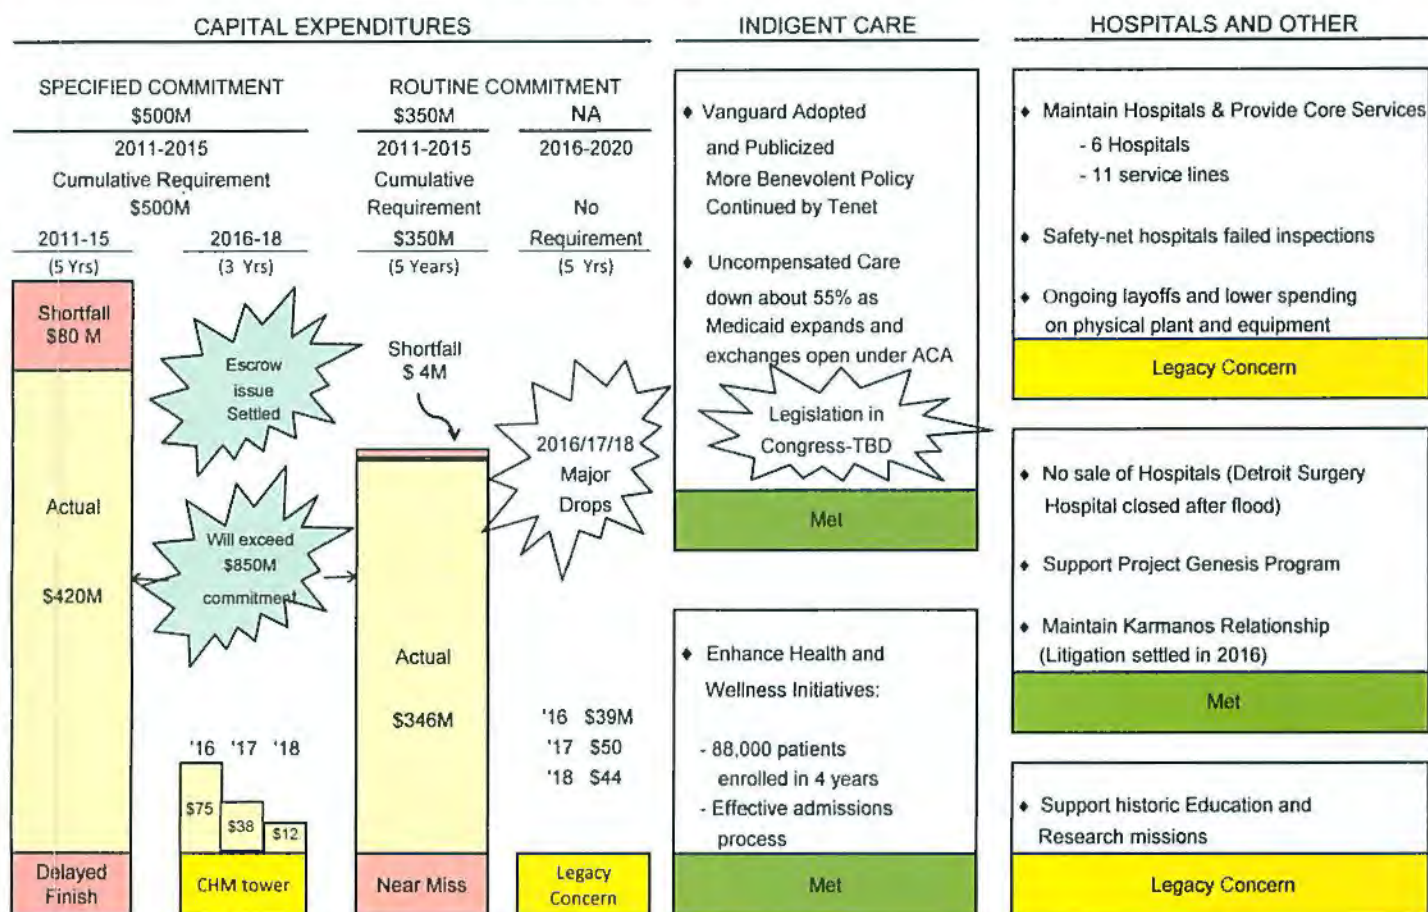 CAPITAL EXPENDITURES
SPECIFIED COMMITMENT
$500M
2011-2015
Cumulative Requirement
$500M
2011-15
(5 Yrs)
2016-18
(3 Yrs)
ROUTINE COMMITMENT
$350M
2011-2015
Cumulative
Requirement
$350M
(5 Years)
NA
2016-2020
No
Requirement
(5 Yrs)
Shortfall
$80 M
Actual
$420M
Delayed
Finish
Escrow
issue
Settled
Will exceed
$850M
commitment
'16 '17 '18
$75
$38
$12
CHM tower
Shortfall
$ 4M
Actual
$346M
Near Miss
2016/17/18
Major
Drops
'16 $39M
'17 $50
'18 $44
Legacy
Concern
INDIGENT CARE
♦ Vanguard Adopted
and Publicized
More Benevolent Policy
Continued by Tenet
♦ Uncompensated Care
down about 55% as
Medicaid expands and
exchanges open under ACA
Legislation in
Congress-TBD
Met
♦ Enhance Health and
Wellness Initiatives:
- 88,000 patients
enrolled in 4 years
- Effective admissions
process
Met
HOSPITALS AND OTHER
♦ Maintain Hospitals & Provide Core Services
- 6 Hospitals
- 11 service lines
♦ Safety-net hospitals failed inspections
♦ Ongoing layoffs and lower spending
on physical plant and equipment
Legacy Concern
♦ No sale of Hospitals (Detroit Surgery
Hospital closed after flood)
♦ Support Project Genesis Program
♦ Maintain Karmanos Relationship
(Litigation settled in 2016)
Met
♦ Support historic Education and
Research missions
Legacy Concern